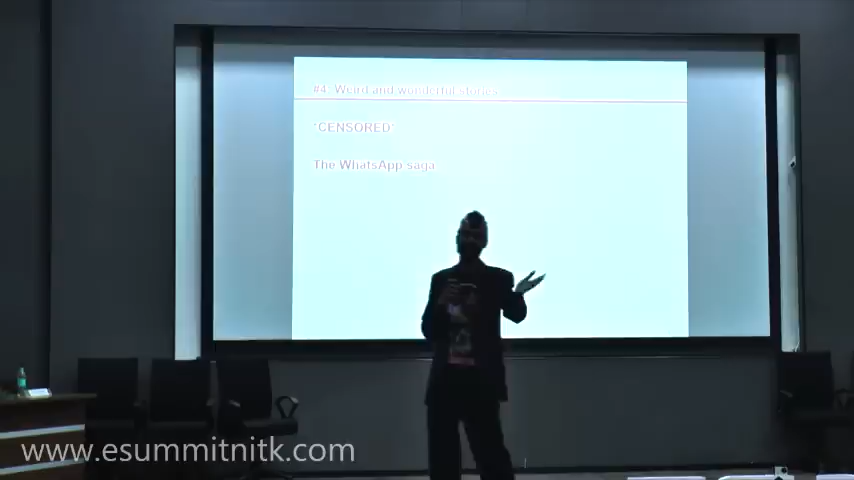 #4: Weird and wonderful stories
*CENSORED*
The WhatsApp saga
www.esummitnitk.com